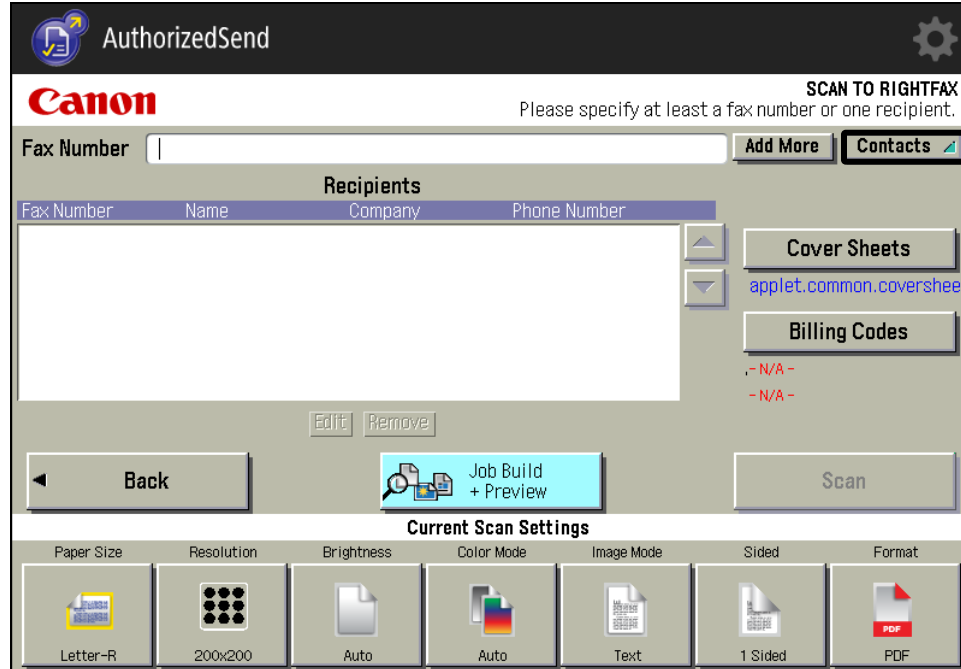 AuthorizedSend
Canon
SCAN TO RIGHTFAX
Please specify at least a fax number or one recipient.
Fax Number
Add More
Contacts
Recipients
Fax Number Name Company Phone Number
Cover Sheets
applet.common.covershee
Billing Codes
,- N/A -
- N/A -
Edit Remove
Back
Job Build
+ Preview
Scan
Current Scan Settings
Paper Size Resolution Brightness Color Mode Image Mode Sided Format
PDF
Letter-R 200x200 Auto Auto Text 1 Sided PDF